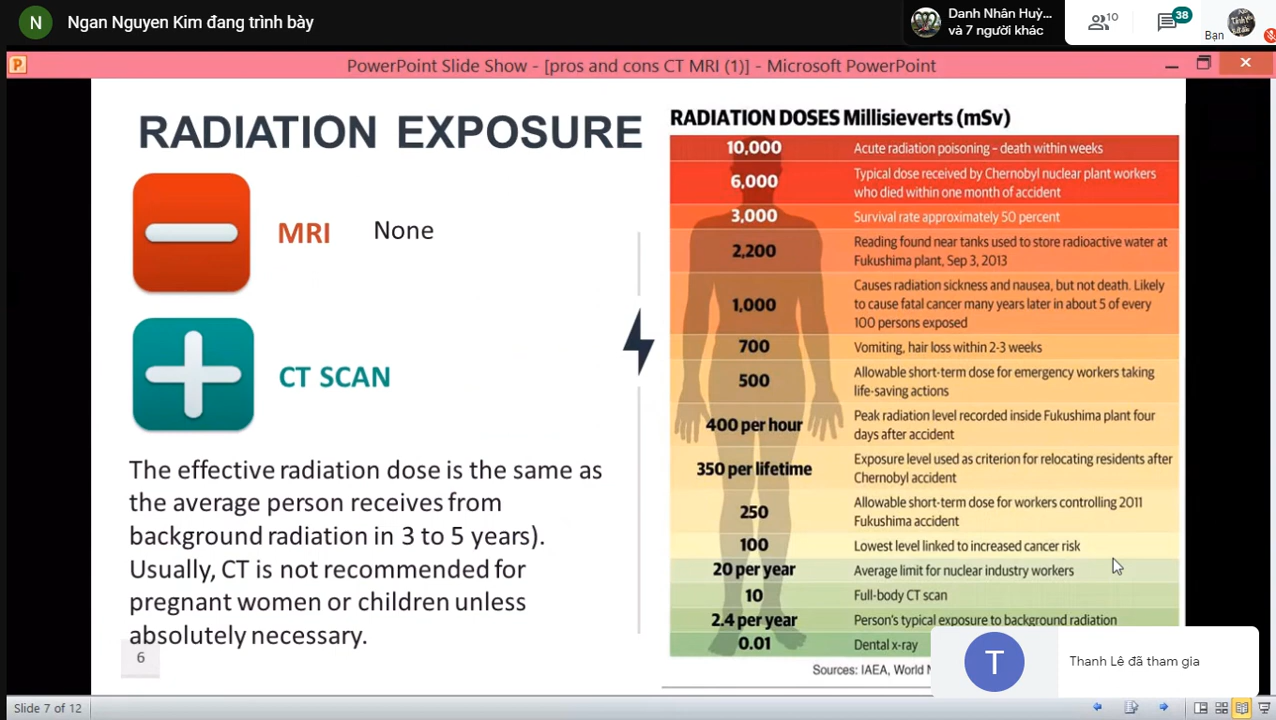 N
Ngan Nguyen Kim đang trình bày
Danh Nhân Huỳ...
và 7 người khác
10
38
Bạn
PowerPoint Slide Show - [pros and cons CT MRI (1)] - Microsoft PowerPoint
RADIATION EXPOSURE
MRI None
CT SCAN
The effective radiation dose is the same as
the average person receives from
background radiation in 3 to 5 years).
Usually, CT is not recommended for
pregnant women or children unless
absolutely necessary.
6
RADIATION DOSES Millisieverts (mSv)
10,000 Acute radiation poisoning – death within weeks
6,000 Typical dose received by Chernobyl nuclear plant workers
who died within one month of accident
3,000 Survival rate approximately 50 percent
2,200 Reading found near tanks used to store radioactive water at
Fukushima plant, Sep 3, 2013
1,000 Causes radiation sickness and nausea, but not death. Likely
to cause fatal cancer many years later in about 5 of every
100 persons exposed
700 Vomiting, hair loss within 2-3 weeks
500 Allowable short-term dose for emergency workers taking
life-saving actions
400 per hour Peak radiation level recorded inside Fukushima plant four
days after accident
350 per lifetime Exposure level used as criterion for relocating residents after
Chernobyl accident
250 Allowable short-term dose for workers controlling 2011
Fukushima accident
100 Lowest level linked to increased cancer risk
20 per year Average limit for nuclear industry workers
10 Full-body CT scan
2.4 per year Person's typical exposure to background radiation
0.01 Dental x-ray
Sources: IAEA, World
T
Thanh Lê đã tham gia
Slide 7 of 12